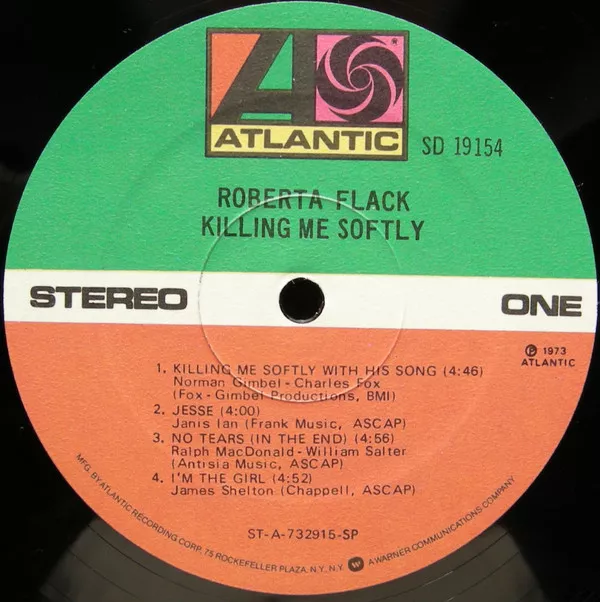 ATLANTIC
SD 19154
ROBERTA FLACK
KILLING ME SOFTLY
STEREO
ONE
℗ 1973
ATLANTIC
1. KILLING ME SOFTLY WITH HIS SONG (4:46)
Norman Gimbel - Charles Fox
(Fox - Gimbel Productions, BMI)
2. JESSE (4:00)
Janis Ian (Frank Music, ASCAP)
3. NO TEARS (IN THE END) (4:56)
Ralph MacDonald - William Salter
(Antisia Music, ASCAP)
4. I'M THE GIRL (4:52)
James Shelton (Chappell, ASCAP)
ST-A-732915-SP
MFG. BY ATLANTIC RECORDING CORP., 75 ROCKEFELLER PLAZA, N.Y., N.Y. W A WARNER COMMUNICATIONS COMPANY